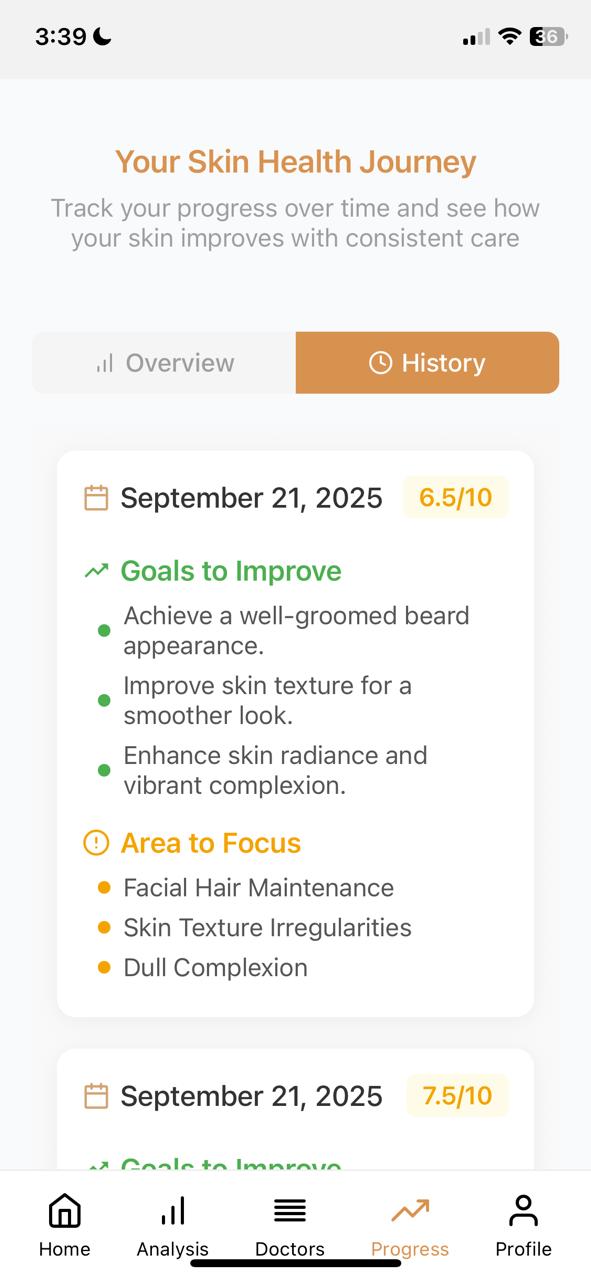 3:39
36
Your Skin Health Journey
Track your progress over time and see how
your skin improves with consistent care
Overview
History
September 21, 2025
6.5/10
Goals to Improve
Achieve a well-groomed beard
appearance.
Improve skin texture for a
smoother look.
Enhance skin radiance and
vibrant complexion.
Area to Focus
Facial Hair Maintenance
Skin Texture Irregularities
Dull Complexion
September 21, 2025
7.5/10
Goals to Improve
Home
Analysis
Doctors
Progress
Profile